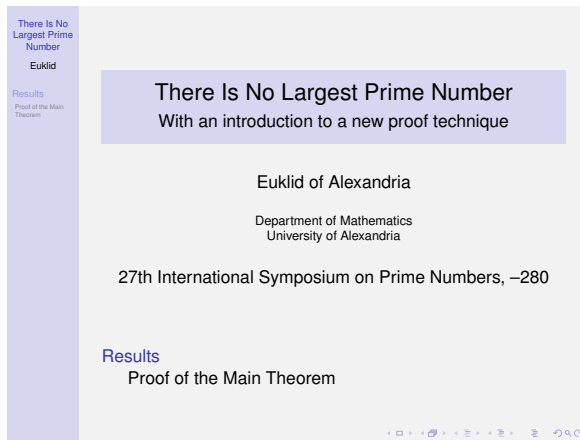 There Is No
Largest Prime
Number
Euklid
Results
Proof of the Main
Theorem
There Is No Largest Prime Number
With an introduction to a new proof technique
Euklid of Alexandria
Department of Mathematics
University of Alexandria
27th International Symposium on Prime Numbers, –280
Results
Proof of the Main Theorem